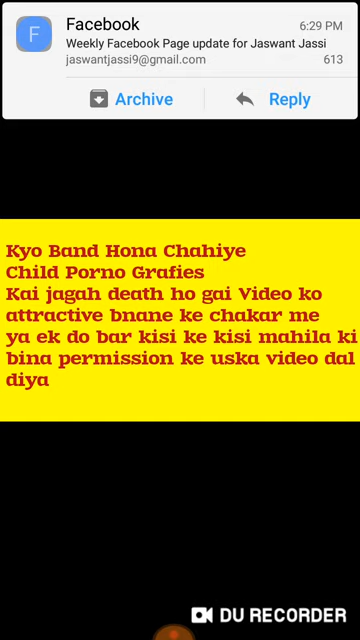 Facebook 6:29 PM
Weekly Facebook Page update for Jaswant Jassi
jaswantjassi9@gmail.com 613
Archive Reply
Kyo Band Hona Chahiye
Child Porno Grafies
Kai jagah death ho gai Video ko
attractive bnane ke chakar me
ya ek do bar kisi ke kisi mahila ki
bina permission ke uska video dal
diya
DU RECORDER